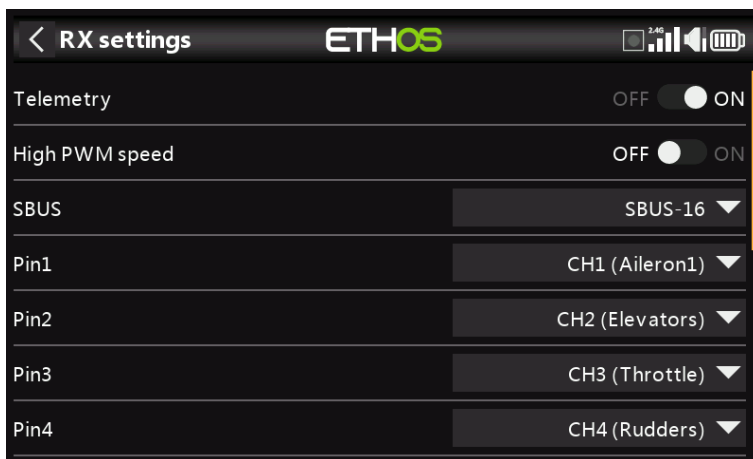 RX settings ETHOS 2.4G
Telemetry OFF ON
High PWM speed OFF ON
SBUS SBUS-16
Pin1 CH1 (Aileron1)
Pin2 CH2 (Elevators)
Pin3 CH3 (Throttle)
Pin4 CH4 (Rudders)